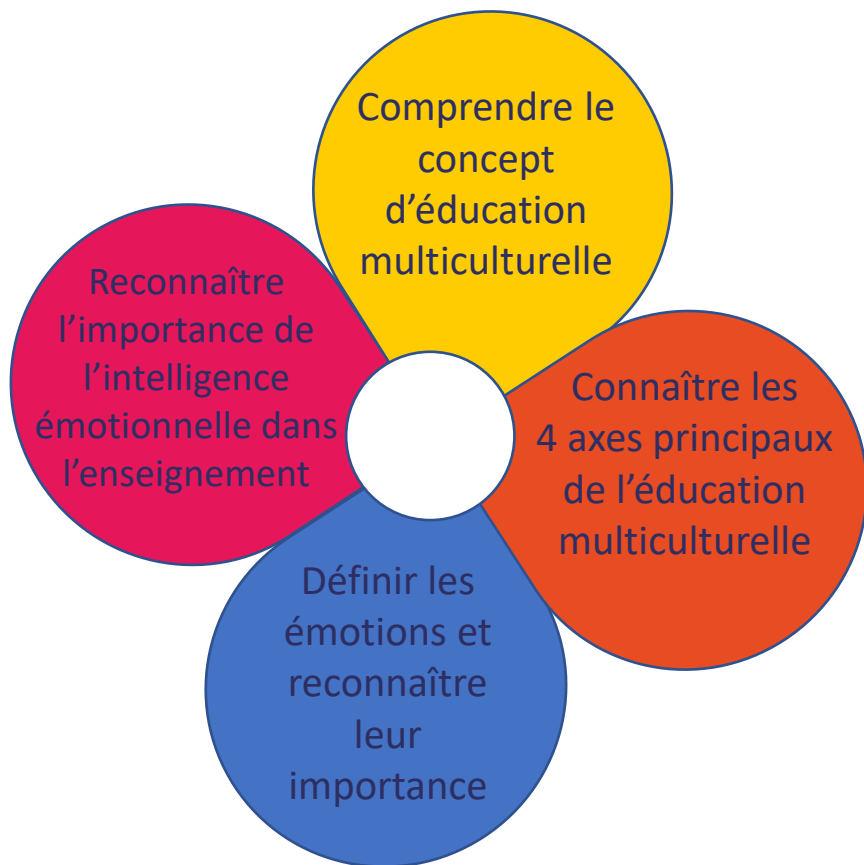 Comprendre le
concept
d’éducation
multiculturelle
Connaître les
4 axes principaux
de l’éducation
multiculturelle
Définir les
émotions et
reconnaître
leur
importance
Reconnaître
l’importance de
l’intelligence
émotionnelle dans
l’enseignement